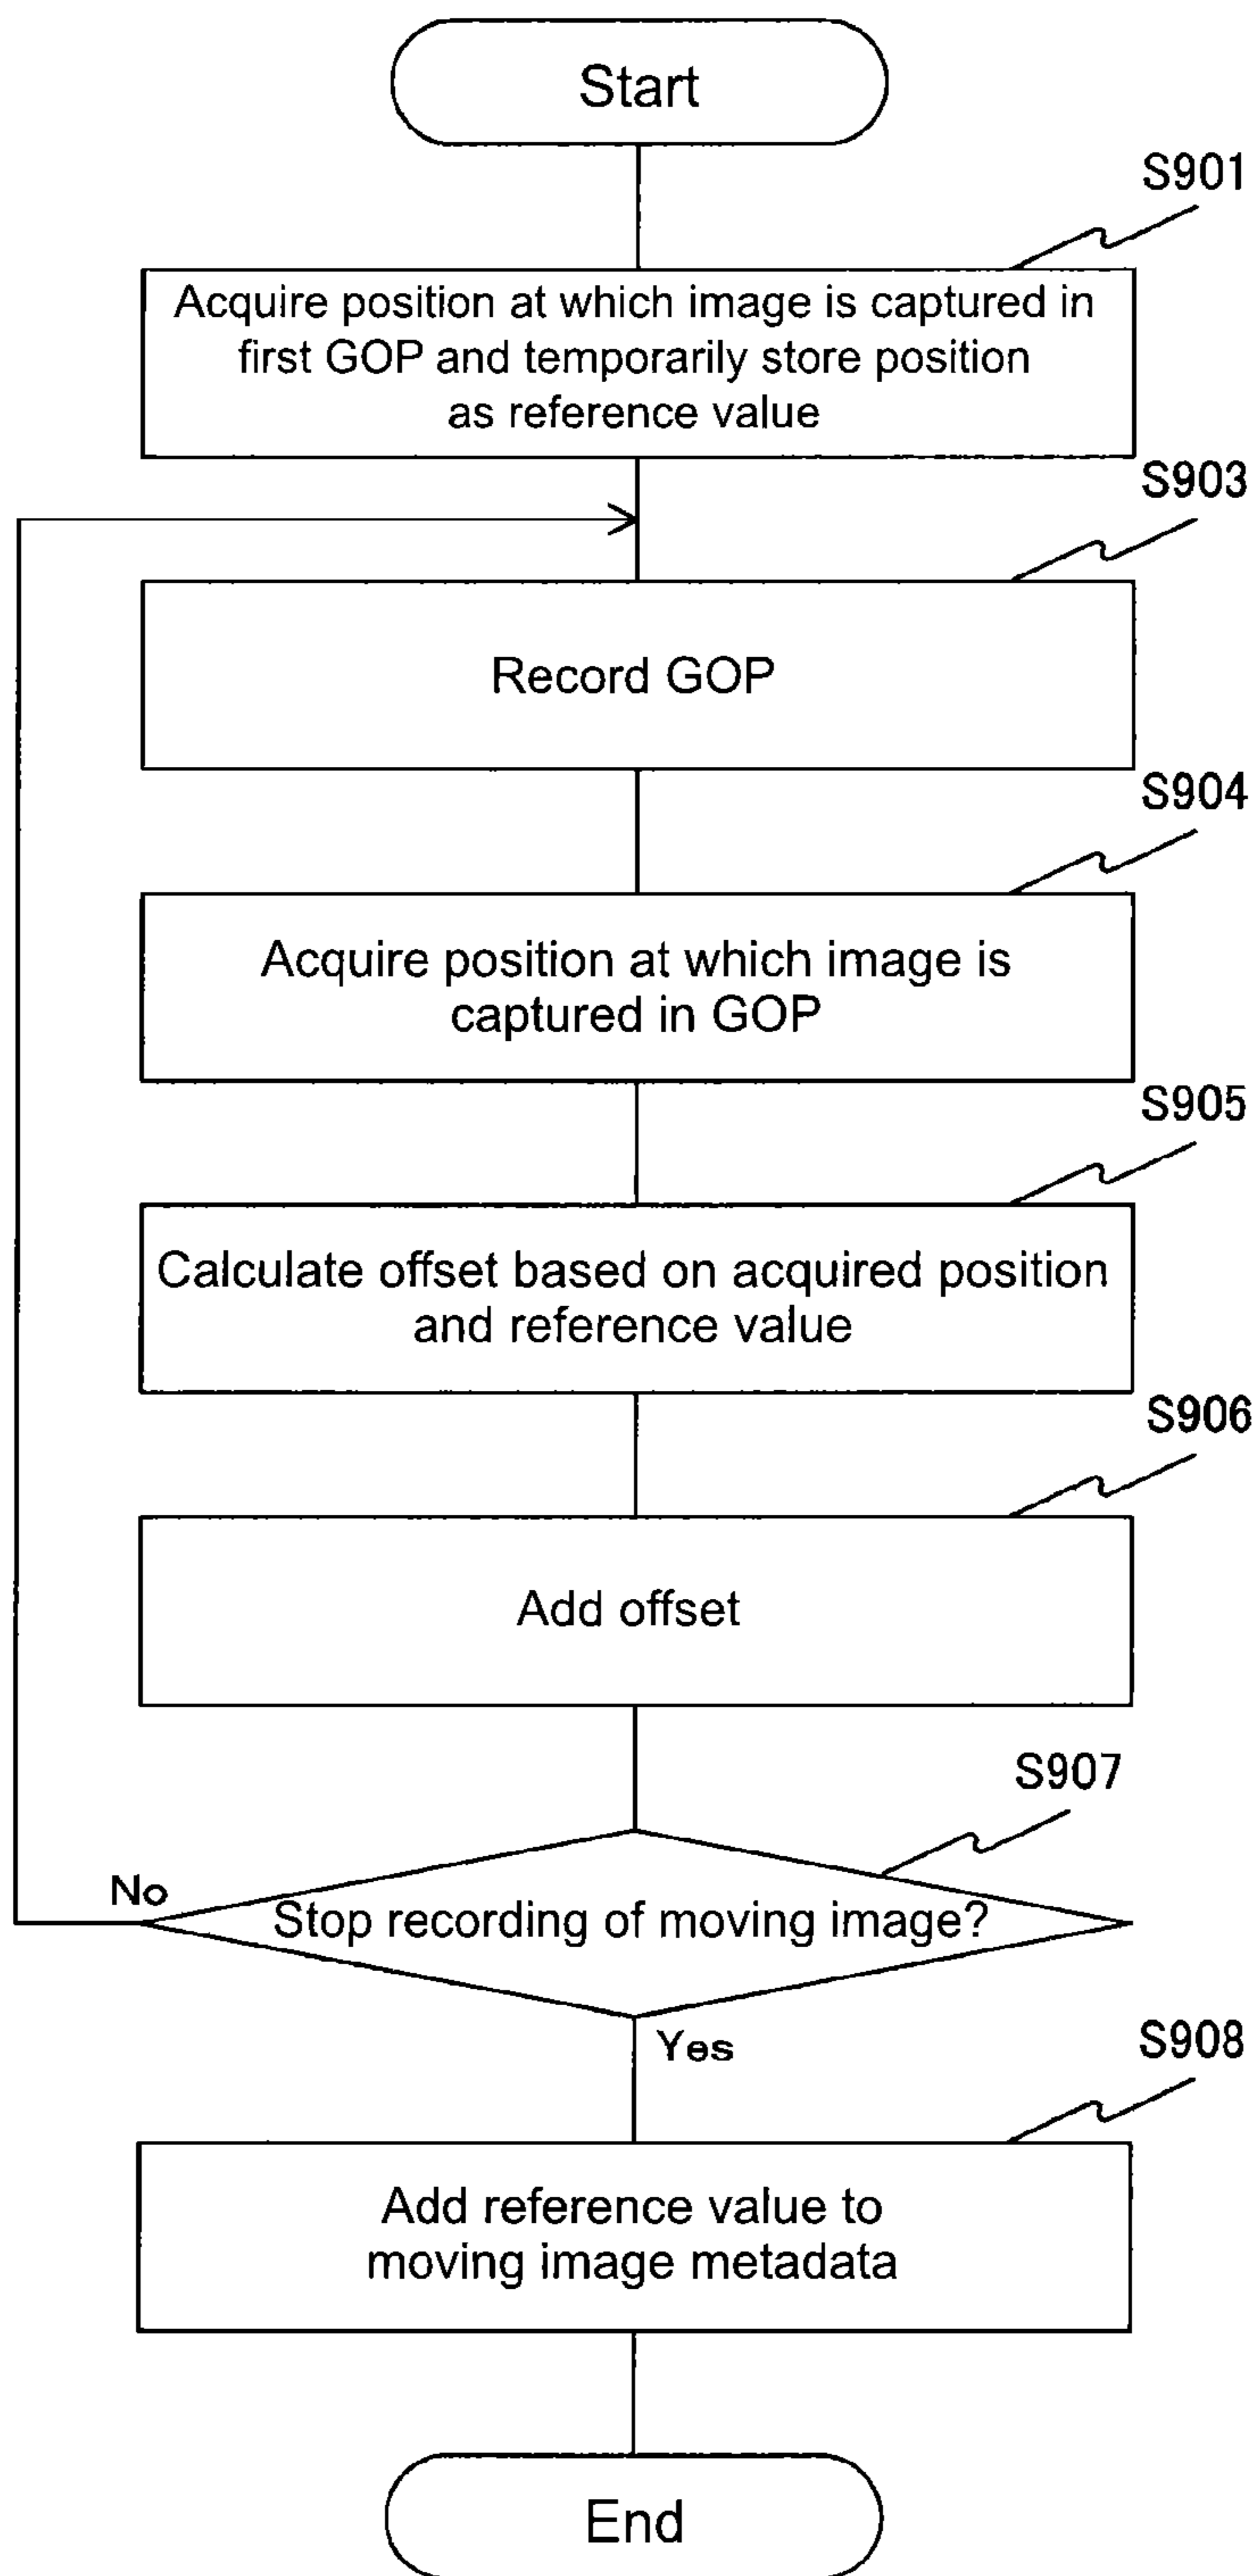 Start
S901
Acquire position at which image is captured in
first GOP and temporarily store position
as reference value
S903
Record GOP
S904
Acquire position at which image is
captured in GOP
S905
Calculate offset based on acquired position
and reference value
S906
Add offset
S907
No
Stop recording of moving image?
Yes
S908
Add reference value to
moving image metadata
End